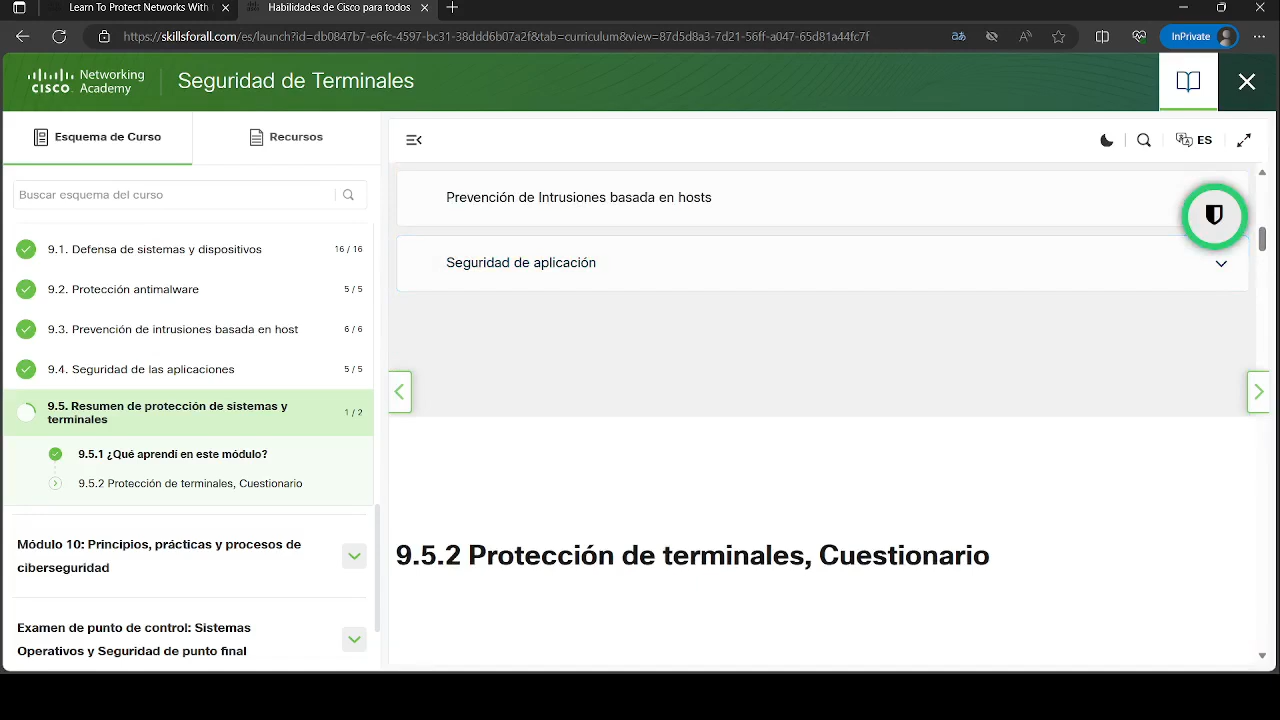 Learn To Protect Networks With
Habilidades de Cisco para todos
https://skillsforall.com/es/launch?id=db0847b7-e6fc-4597-bc31-38ddd6b07a2f&tab=curriculum&view=87d5d8a3-7d21-56ff-a047-65d81a44fc7f
InPrivate
CISCO
Networking
Academy
Seguridad de Terminales
Esquema de Curso
Recursos
ES
Buscar esquema del curso
9.1. Defensa de sistemas y dispositivos
16 / 16
9.2. Protección antimalware
5 / 5
9.3. Prevención de intrusiones basada en host
6 / 6
9.4. Seguridad de las aplicaciones
5 / 5
9.5. Resumen de protección de sistemas y
terminales
1 / 2
9.5.1 ¿Qué aprendí en este módulo?
9.5.2 Protección de terminales, Cuestionario
Módulo 10: Principios, prácticas y procesos de
ciberseguridad
Examen de punto de control: Sistemas
Operativos y Seguridad de punto final
Prevención de Intrusiones basada en hosts
Seguridad de aplicación
9.5.2 Protección de terminales, Cuestionario